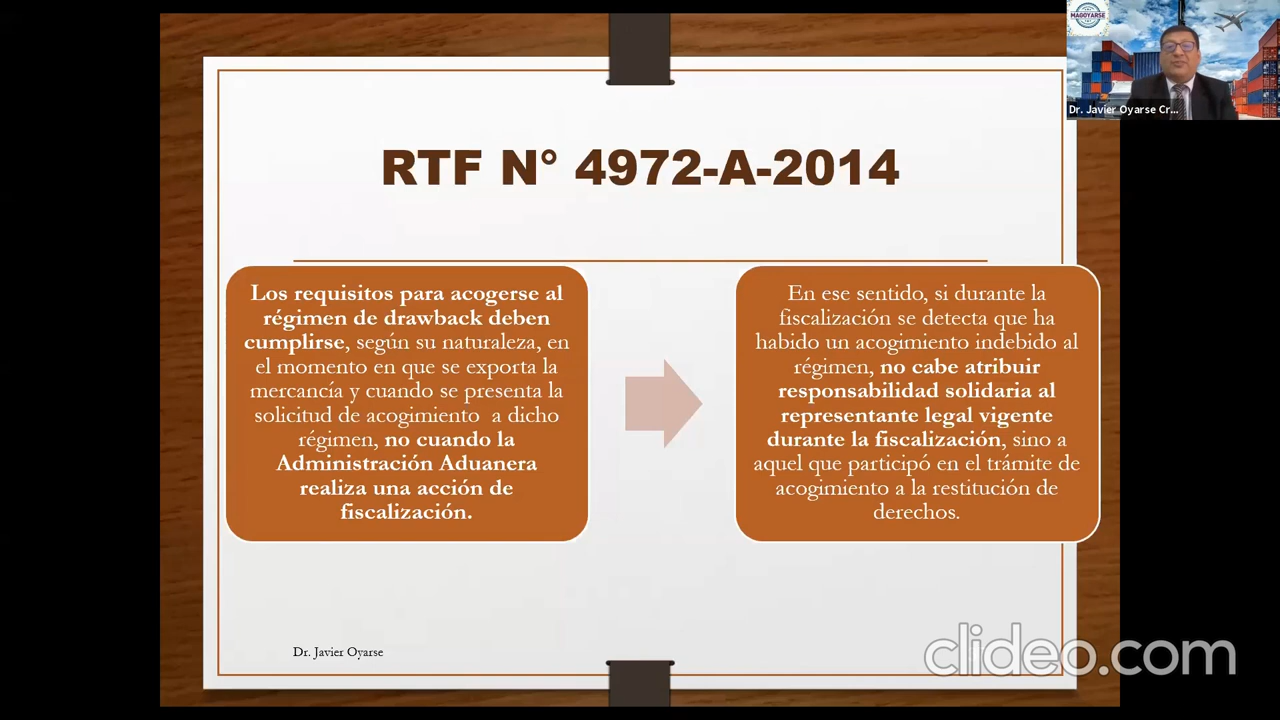 MAGOYARSE
Dr. Javier Oyarse Cr...
RTF N° 4972-A-2014
Los requisitos para acogerse al
régimen de drawback deben
cumplirse, según su naturaleza, en
el momento en que se exporta la
mercancía y cuando se presenta la
solicitud de acogimiento a dicho
régimen, no cuando la
Administración Aduanera
realiza una acción de
fiscalización.
En ese sentido, si durante la
fiscalización se detecta que ha
habido un acogimiento indebido al
régimen, no cabe atribuir
responsabilidad solidaria al
representante legal vigente
durante la fiscalización, sino a
aquel que participó en el trámite de
acogimiento a la restitución de
derechos.
Dr. Javier Oyarse
clideo.com